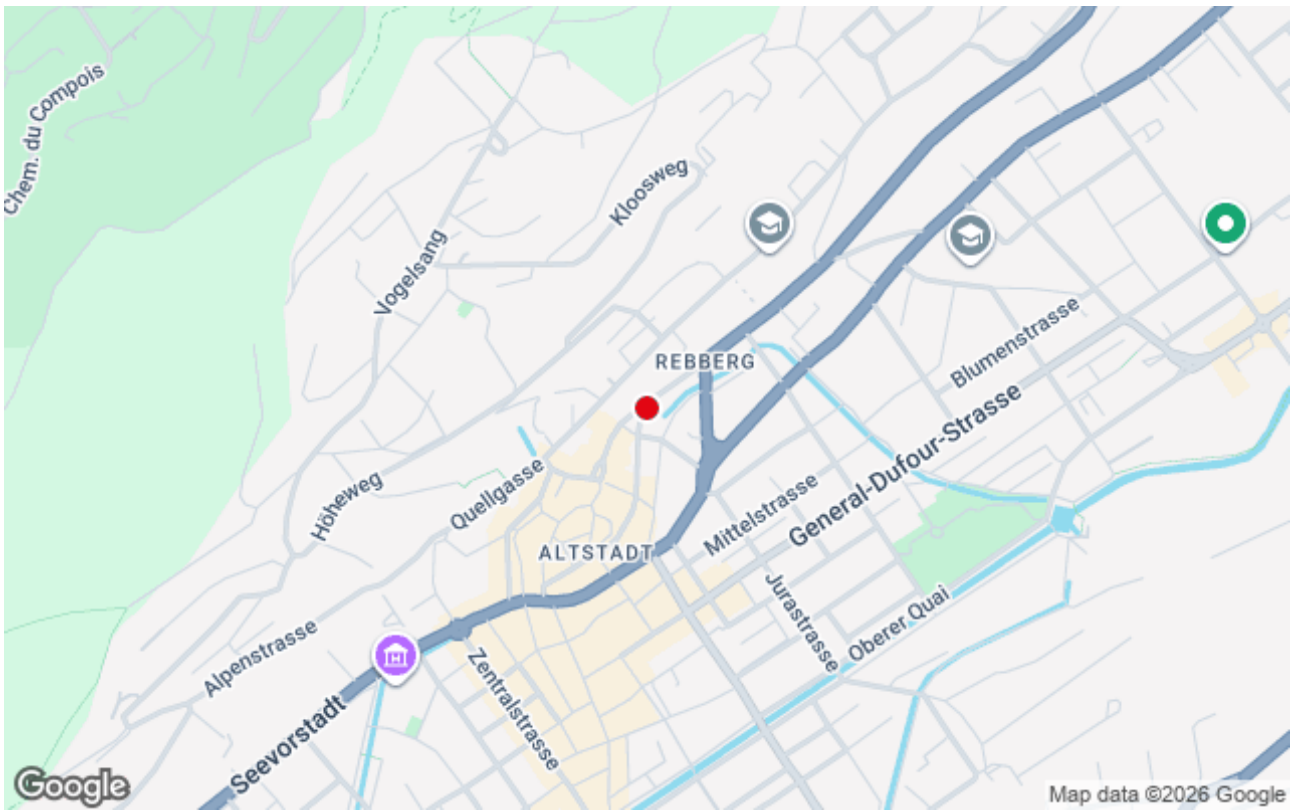 Chem. du Compois
Kloosweg
Vogelsang
REBBERG
Blumenstrasse
General-Dufour-Strasse
Höheweg
Quellgasse
Mittelstrasse
ALTSTADT
Jurastrasse
Oberer Quai
Alpenstrasse
Zentralstrasse
Seevorstadt
Google
Map data ©2026 Google